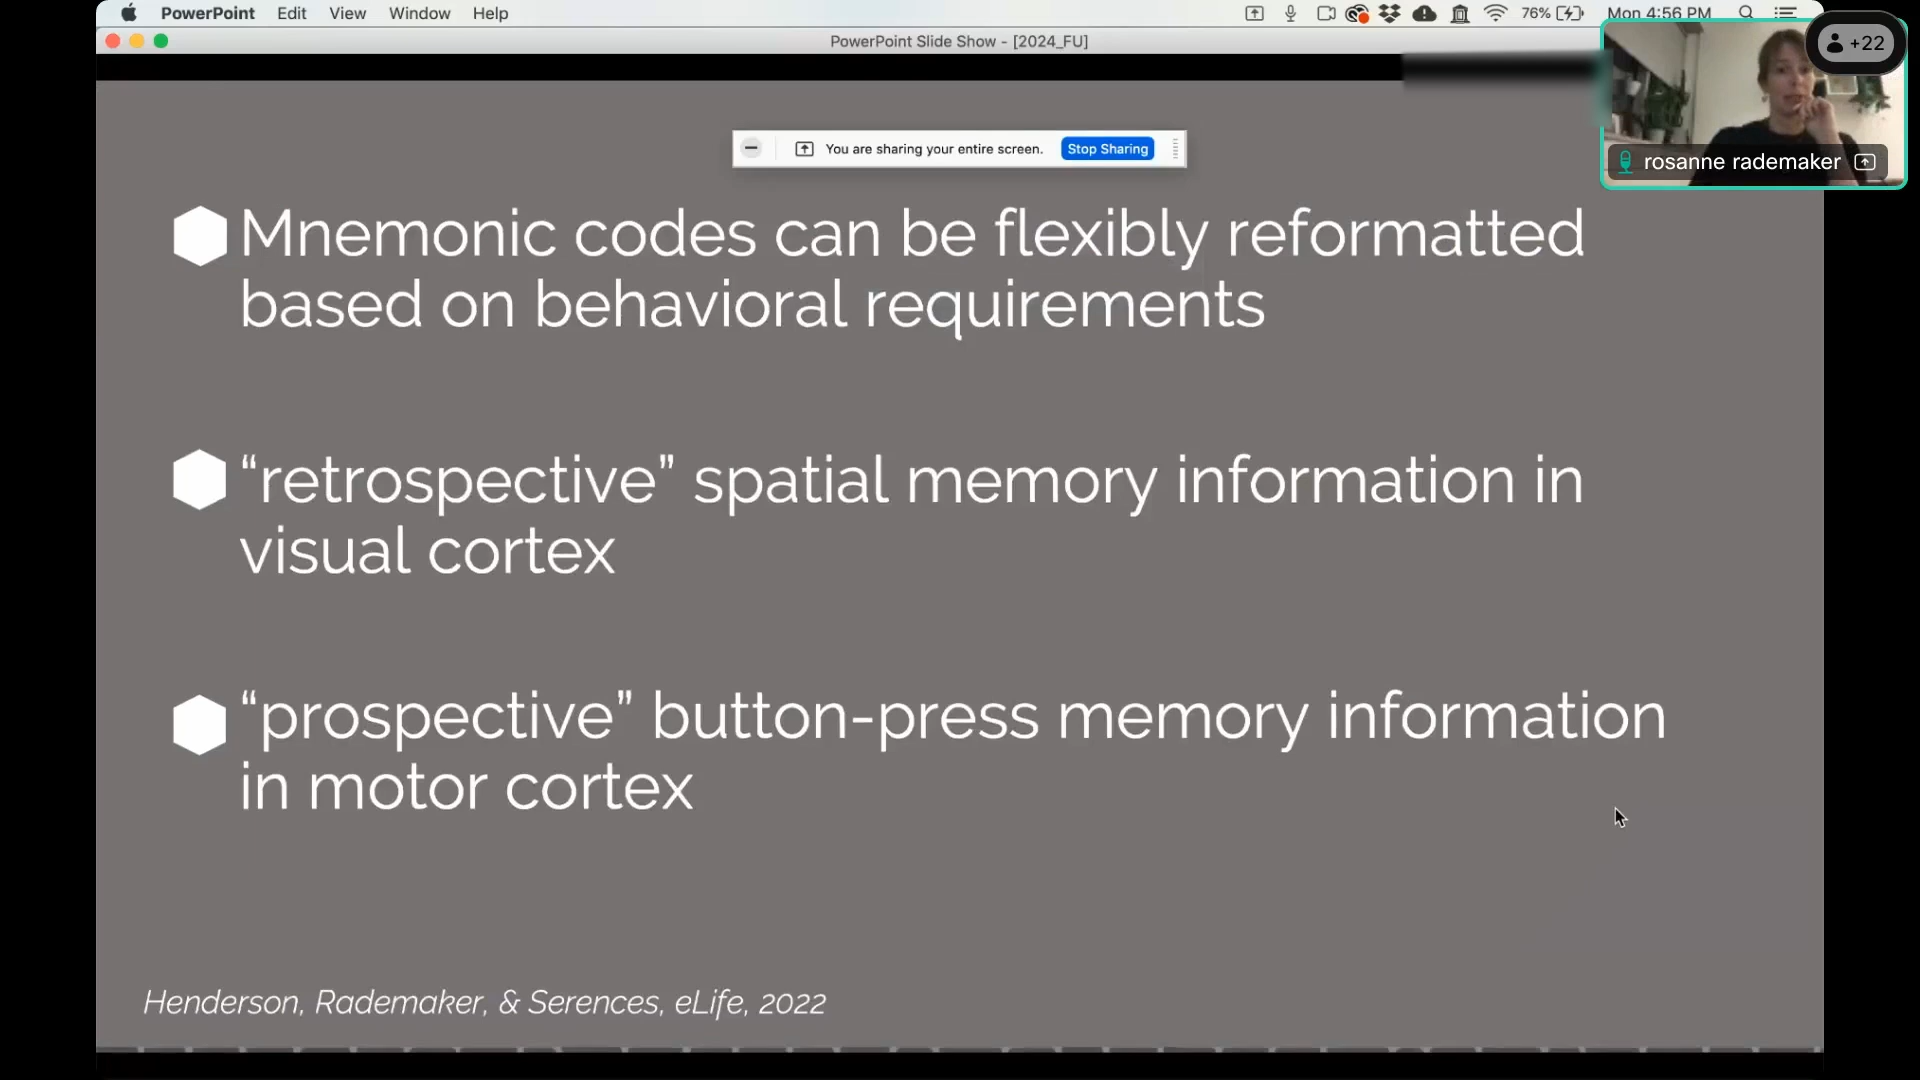 PowerPoint Edit View Window Help 76% Mon 4:56 PM
PowerPoint Slide Show - [2024_FU]
+22
You are sharing your entire screen. Stop Sharing
rosanne rademaker
Mnemonic codes can be flexibly reformatted
based on behavioral requirements
“retrospective” spatial memory information in
visual cortex
“prospective” button-press memory information
in motor cortex
Henderson, Rademaker, & Serences, eLife, 2022